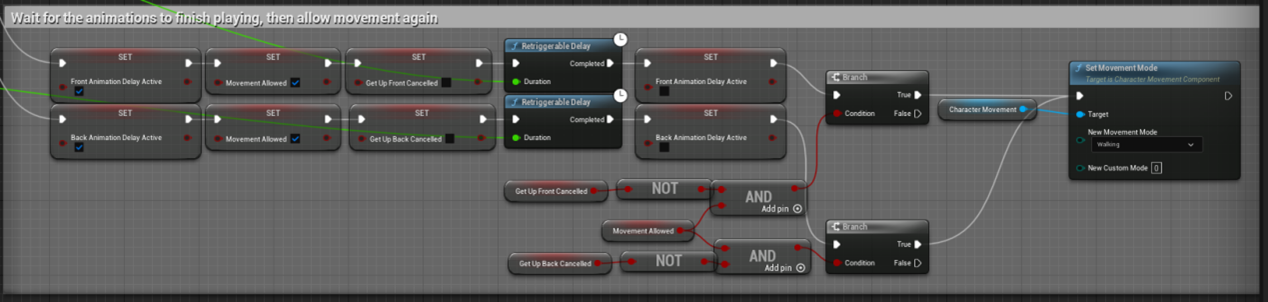 Wait for the animations to finish playing, then allow movement again
SET
Front Animation Delay Active
SET
Movement Allowed
SET
Get Up Front Cancelled
Retriggerable Delay
Completed
Duration
SET
Front Animation Delay Active
SET
Back Animation Delay Active
SET
Movement Allowed
SET
Get Up Back Cancelled
Retriggerable Delay
Completed
Duration
SET
Back Animation Delay Active
Branch
True
Condition
False
Character Movement
Set Movement Mode
Target is Character Movement Component
Target
New Movement Mode
Walking
New Custom Mode 0
Get Up Front Cancelled
NOT
AND
Add pin
Movement Allowed
Get Up Back Cancelled
NOT
AND
Add pin
Branch
True
Condition
False